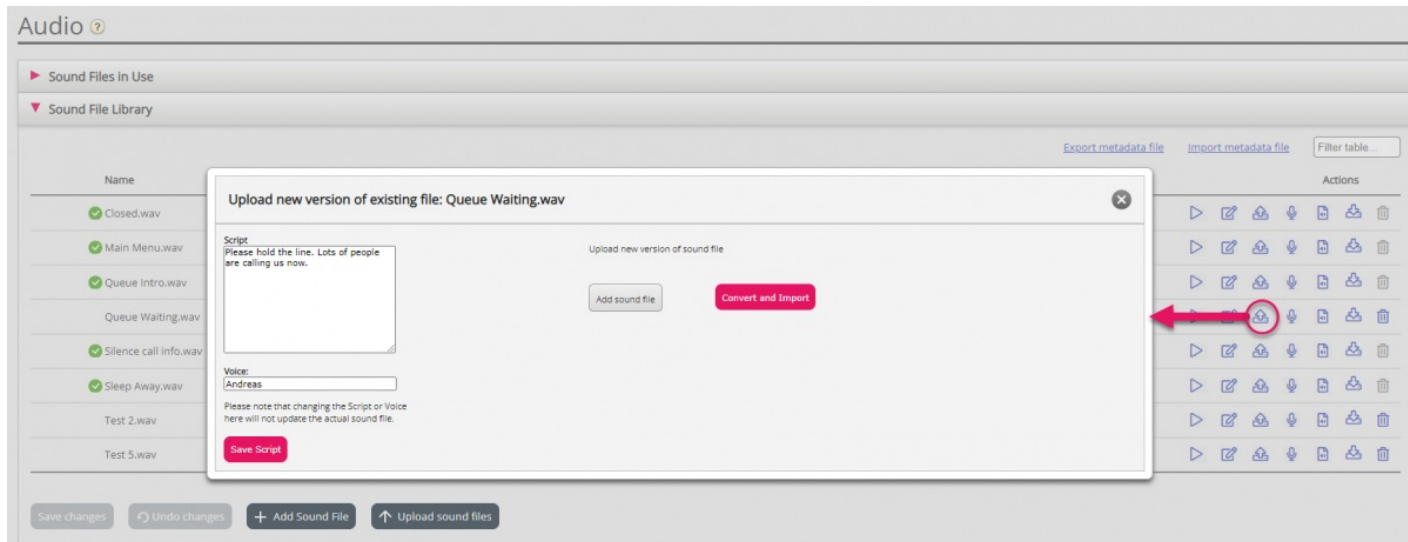 Audio ?
Sound Files in Use
Sound File Library
Export metadata file Import metadata file Filter table...
Name Actions
Closed.wav
Main Menu.wav
Queue Intro.wav
Queue Waiting.wav
Silence call info.wav
Sleep Away.wav
Test 2.wav
Test 5.wav
Upload new version of existing file: Queue Waiting.wav
Script
Please hold the line. Lots of people
are calling us now.
Voice:
Andreas
Please note that changing the Script or Voice
here will not update the actual sound file.
Save Script
Upload new version of sound file
Add sound file Convert and Import
Save changes Undo changes + Add Sound File Upload sound files